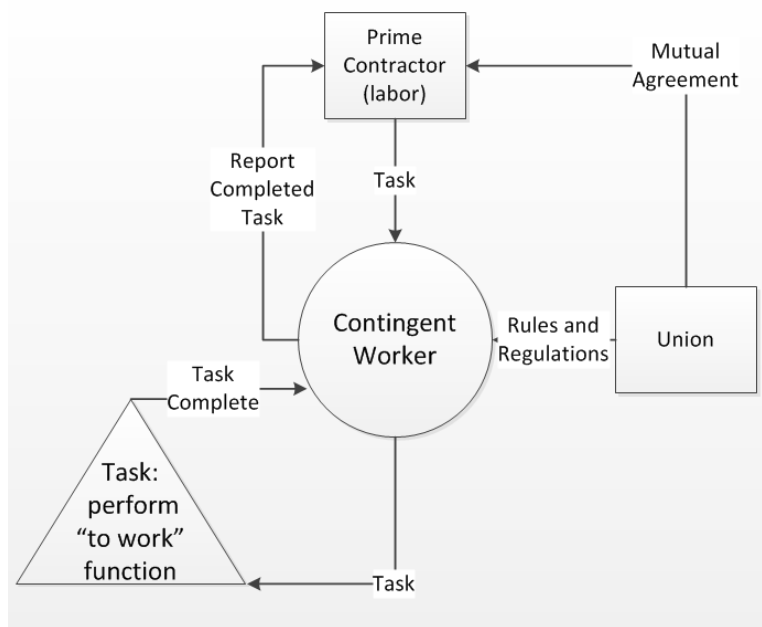 Prime
Contractor
(labor)
Mutual
Agreement
Report
Completed
Task
Task
Contingent
Worker
Rules and
Regulations
Union
Task
Complete
Task:
perform
“to work”
function
Task